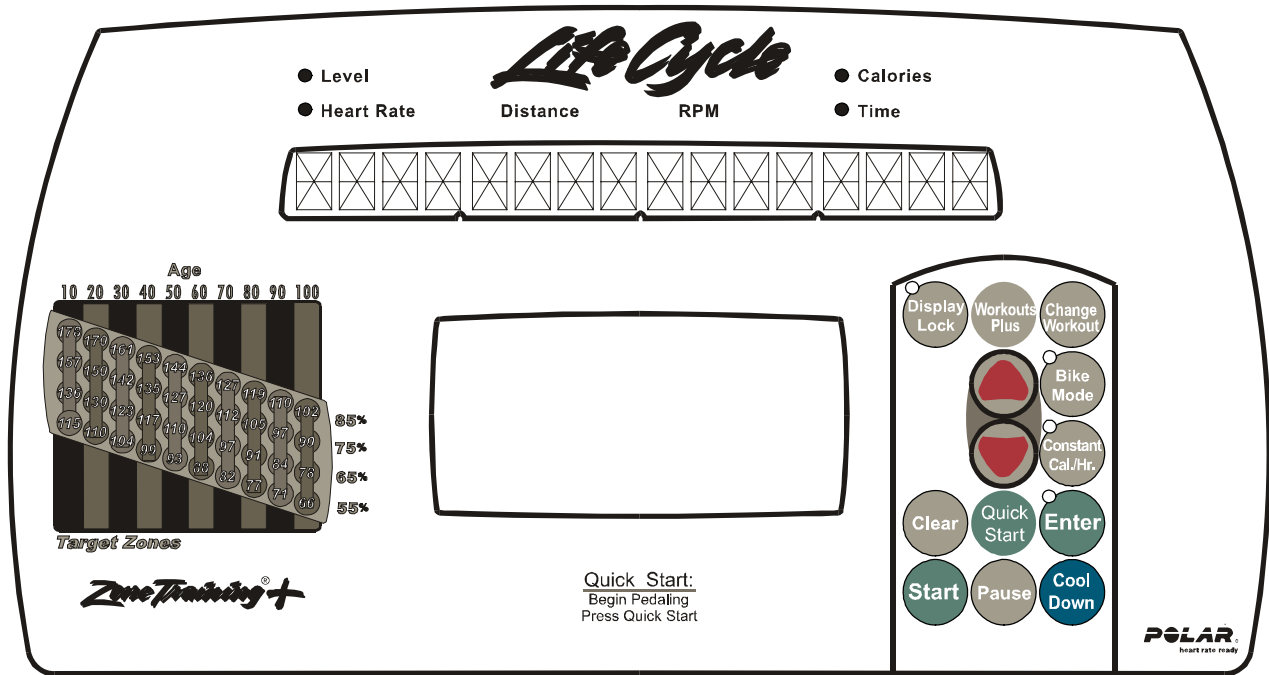 Life Cycle
Level
Calories
Heart Rate Distance RPM Time
Age
10 20 30 40 50 60 70 80 90 100
178 170 161 153 144 136 127 119 110 102 85%
157 150 142 135 127 120 112 105 97 90 75%
136 130 123 117 110 104 97 91 84 78 65%
115 110 104 99 93 88 82 77 71 66 55%
Target Zones
Zone Training®+
Quick Start:
Begin Pedaling
Press Quick Start
Display
Lock
Workouts
Plus
Change
Workout
Bike
Mode
Constant
Cal./Hr.
Clear
Quick
Start
Enter
Start
Pause
Cool
Down
POLAR®
heart rate ready